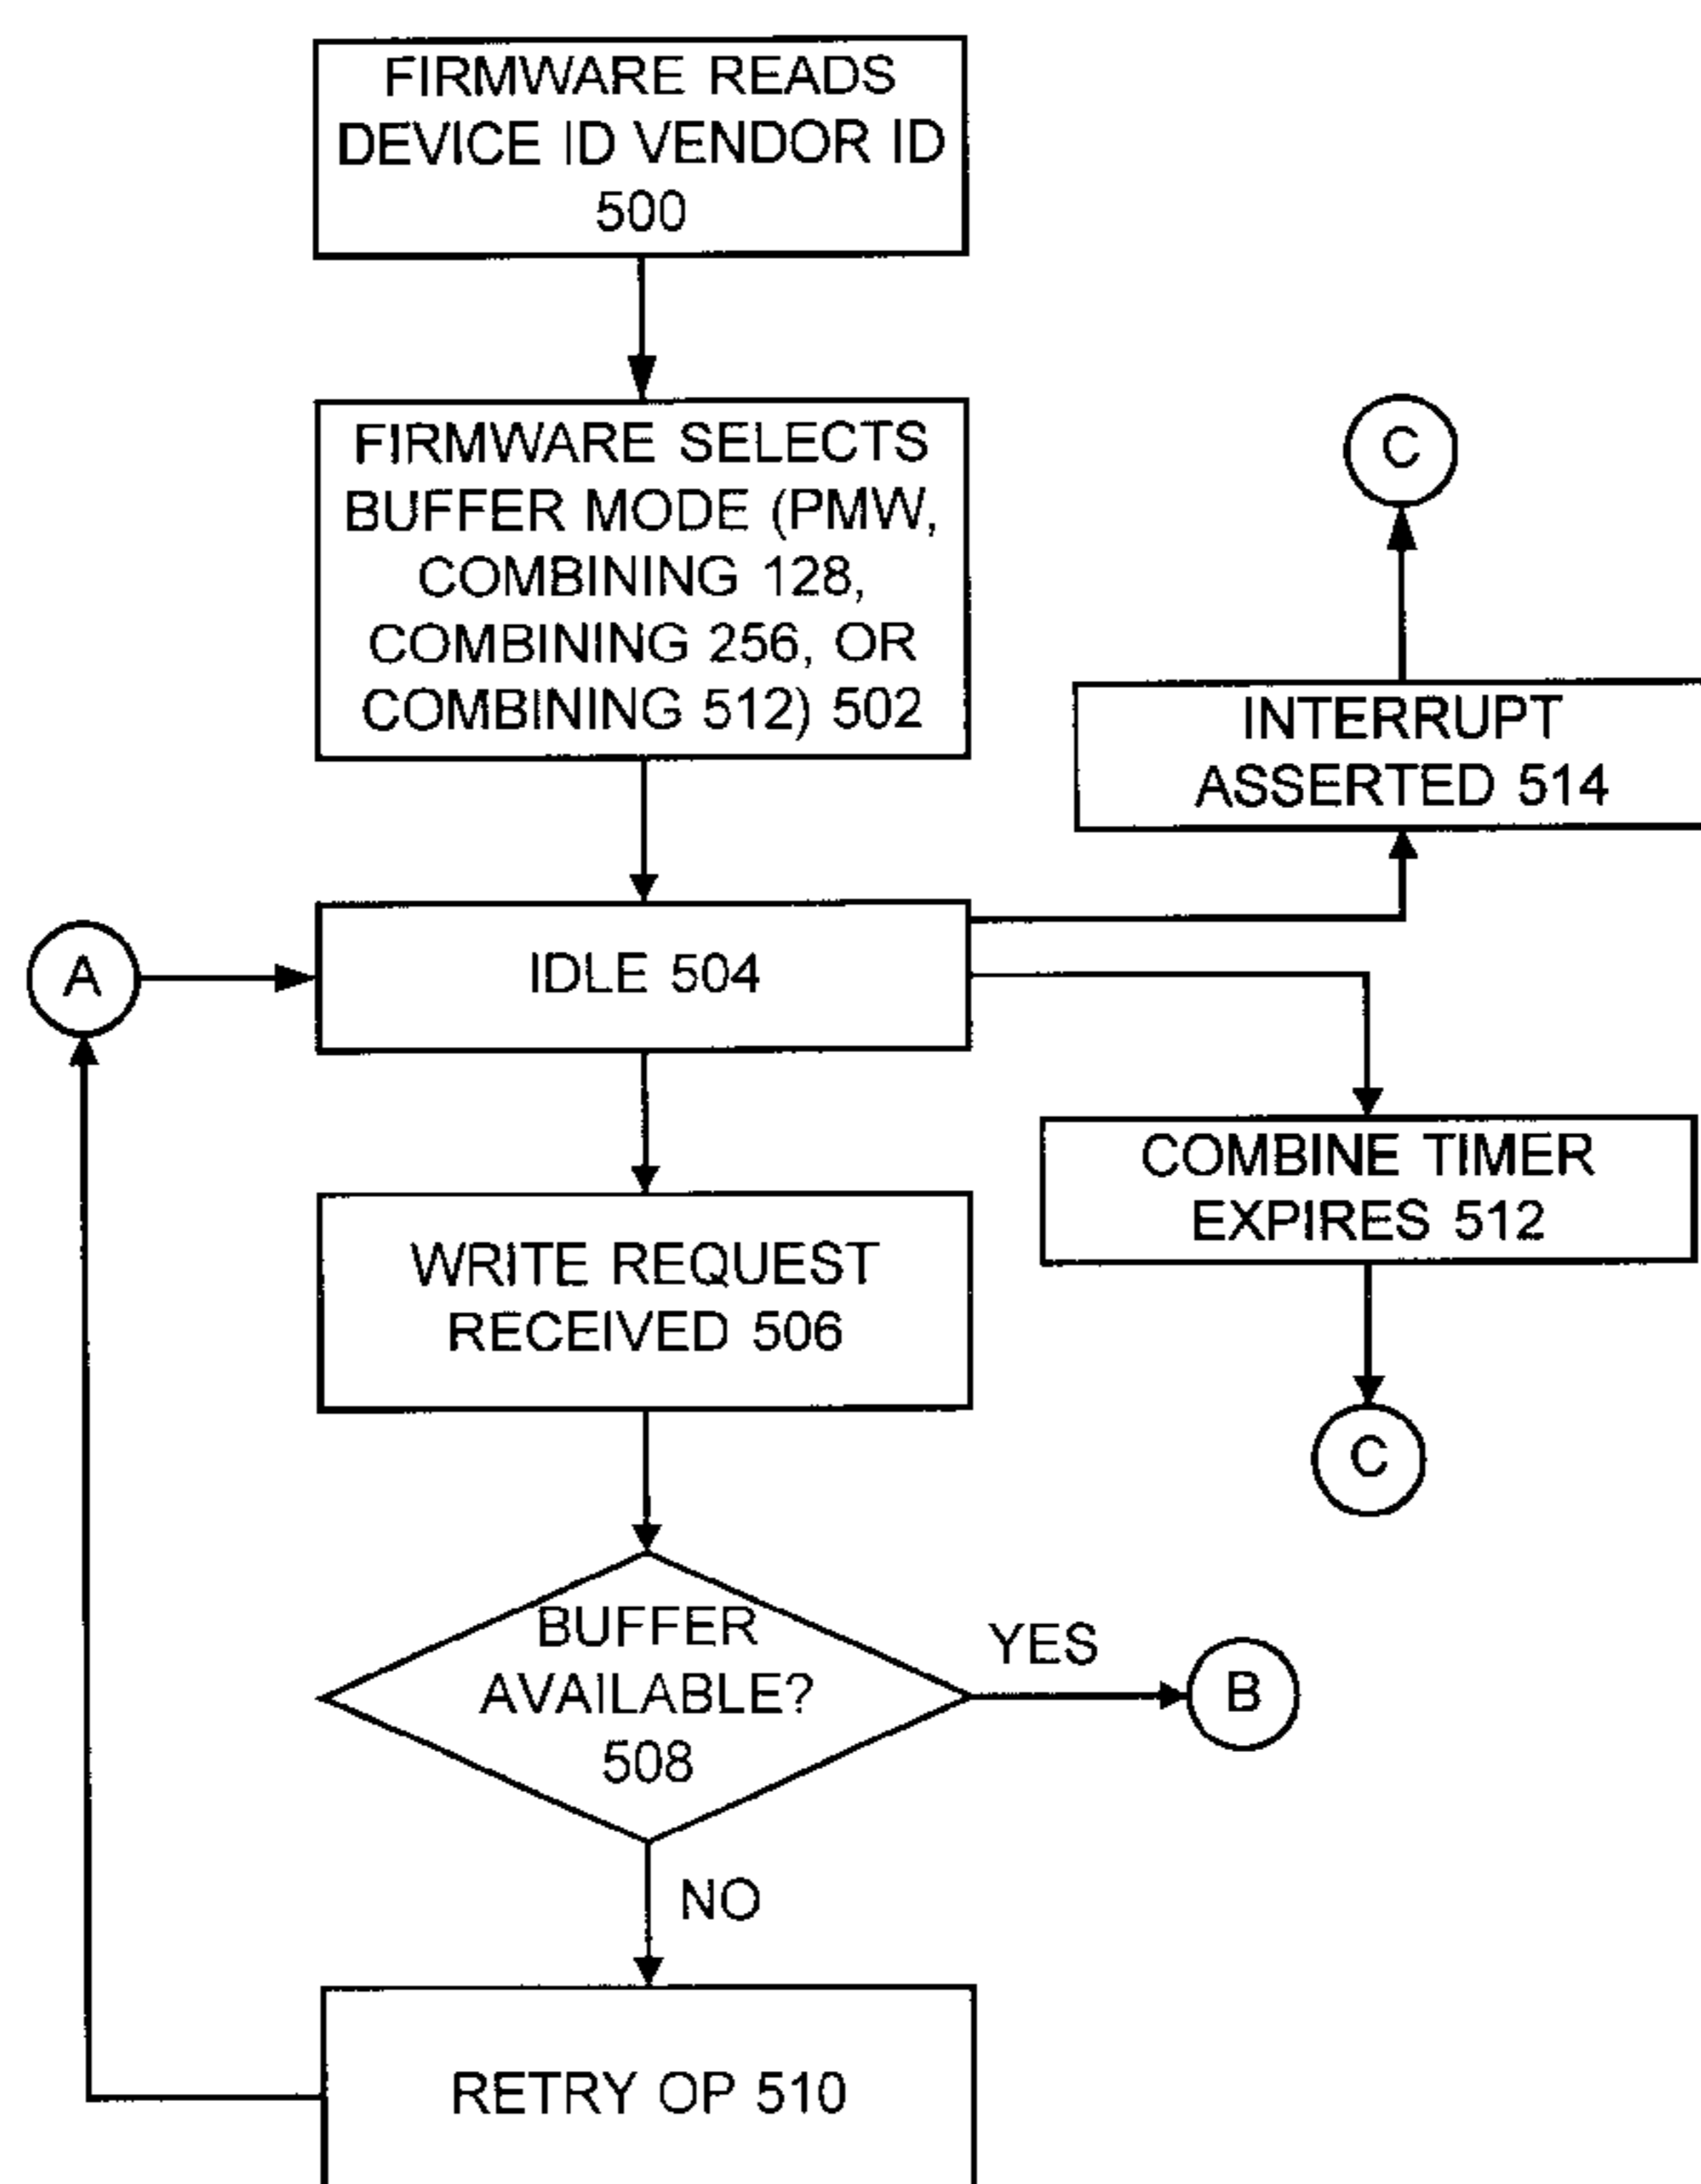 FIRMWARE READS
DEVICE ID VENDOR ID
500
FIRMWARE SELECTS
BUFFER MODE (PMW,
COMBINING 128,
COMBINING 256, OR
COMBINING 512) 502
C
INTERRUPT
ASSERTED 514
A
IDLE 504
COMBINE TIMER
EXPIRES 512
WRITE REQUEST
RECEIVED 506
C
BUFFER
AVAILABLE?
508
YES
B
NO
RETRY OP 510